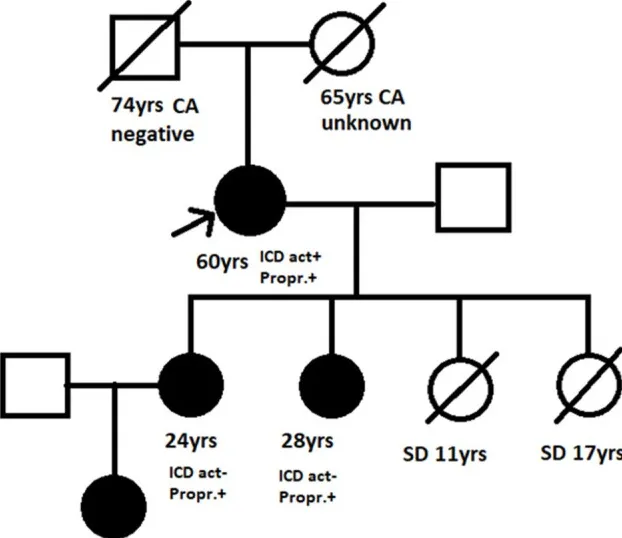 74yrs CA
negative
65yrs CA
unknown
60yrs
ICD act+
Propr.+
24yrs
ICD act-
Propr.+
28yrs
ICD act-
Propr.+
SD 11yrs
SD 17yrs